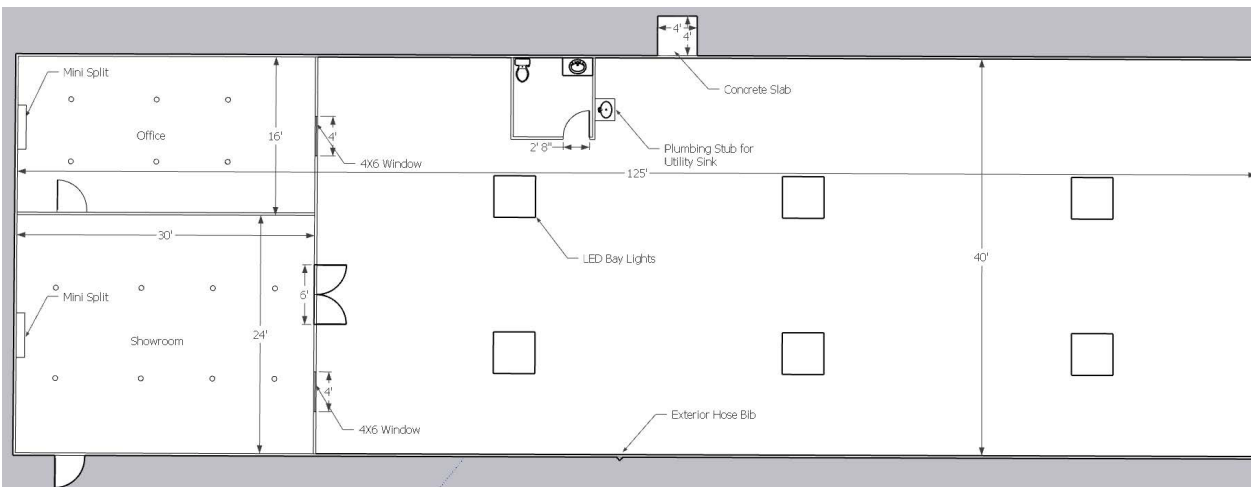 4'
4'
Mini Split
Concrete Slab
Office
16'
4'
4X6 Window
2' 8"
Plumbing Stub for
Utility Sink
125'
30'
LED Bay Lights
40'
6'
Mini Split
24'
Showroom
4'
Exterior Hose Bib
4X6 Window